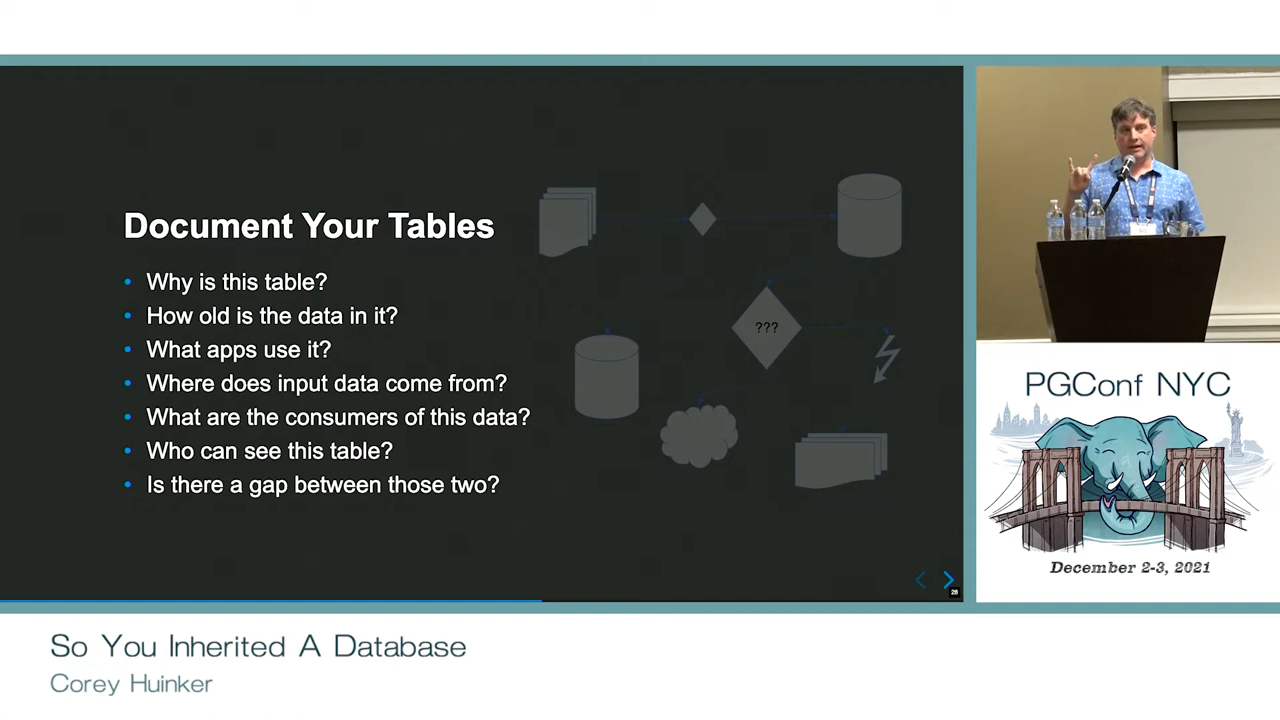 Document Your Tables
Why is this table?
How old is the data in it?
What apps use it?
Where does input data come from?
What are the consumers of this data?
Who can see this table?
Is there a gap between those two?
???
28
PGConf NYC
December 2-3, 2021
So You Inherited A Database
Corey Huinker